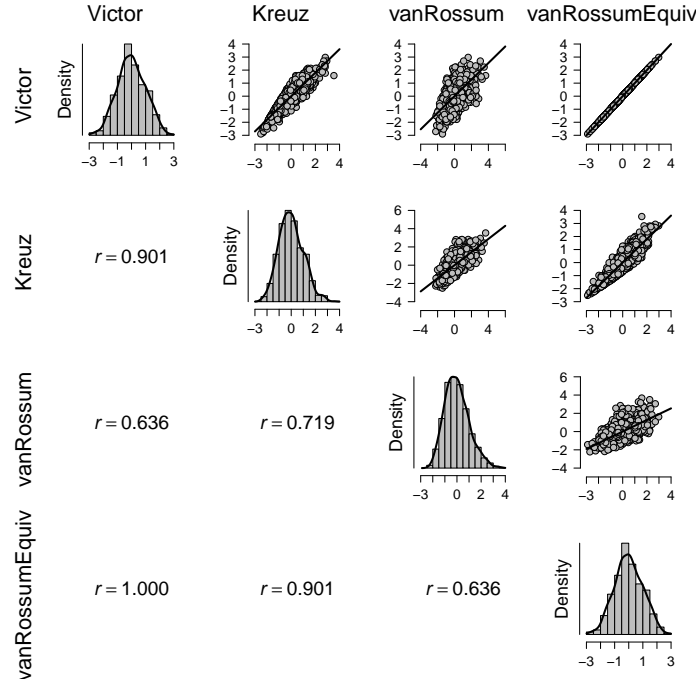 Victor Kreuz vanRossum vanRossumEquiv
Victor
Density
−3 −1 1 3
4
3
2
1
0
−1
−2
−3
−3 0 2 4
4
3
2
1
0
−1
−2
−3
−4 0 2 4 6
4
3
2
1
0
−1
−2
−3
−3 0 2 4
Kreuz
r = 0.901
Density
−3 0 2 4
6
4
2
0
−2
−4
−4 0 2 4 6
4
3
2
1
0
−1
−2
−3
−3 0 2 4
vanRossum
r = 0.636
r = 0.719
Density
−3 0 2 4
6
4
2
0
−2
−4
−3 0 2 4
vanRossumEquiv
r = 1.000
r = 0.901
r = 0.636
Density
−3 −1 1 3